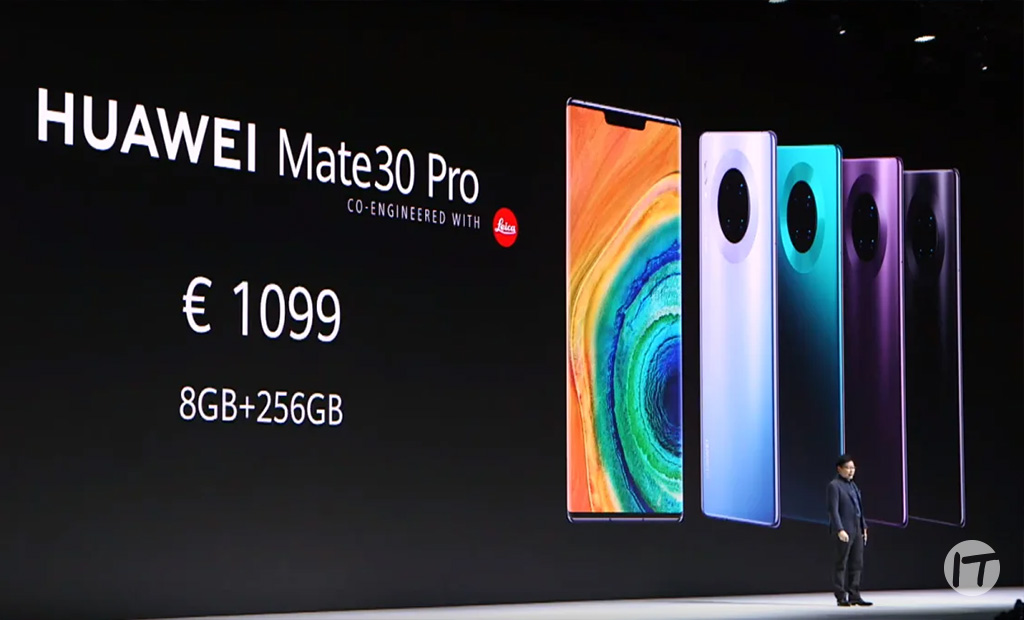 HUAWEI Mate30 Pro
CO-ENGINEERED WITH Leica
€ 1099
8GB+256GB
IT